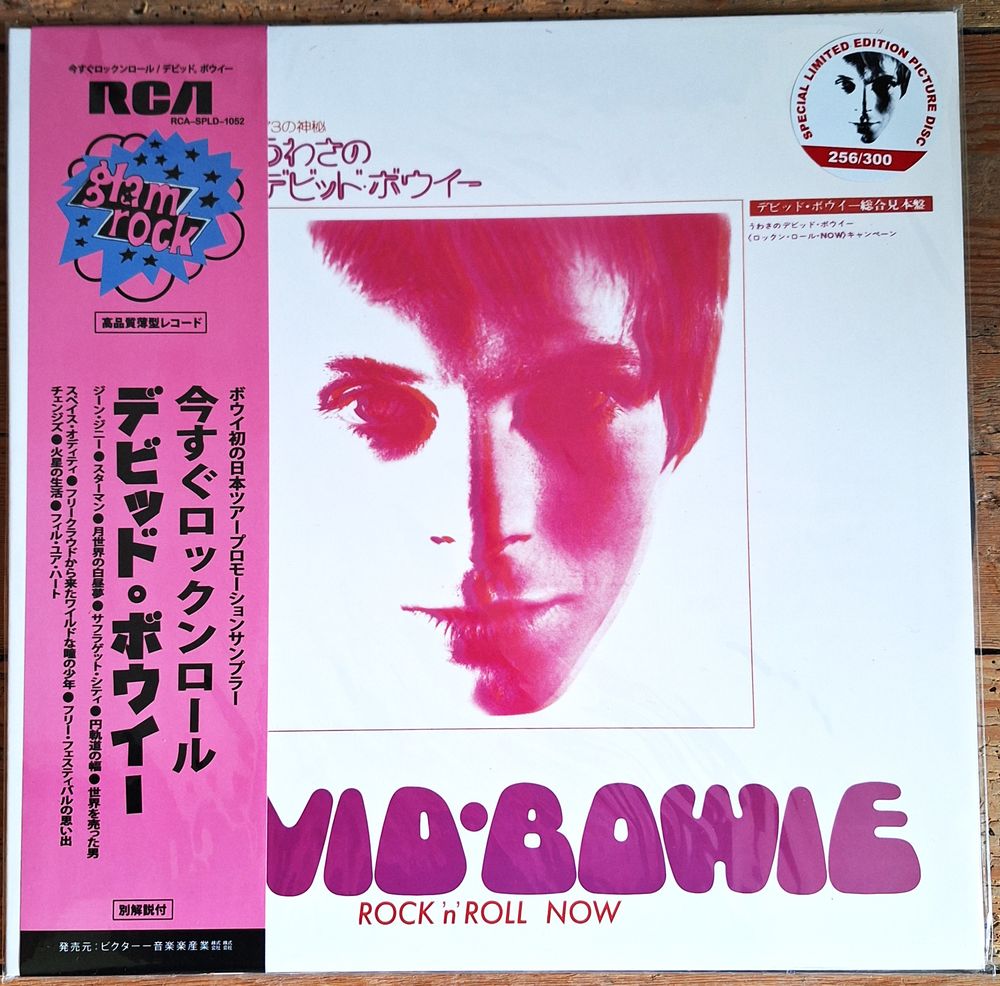 今すぐロックンロール / デビッド, ボウイー
RCA
RCA-SPLD-1052
glam
rock
高品質薄型レコード
ボウイ初の日本ツアープロモーションサンプラー
今すぐロックンロール
デビッド・ボウイー
ジーン・ジニー●スターマン●月世界の白昼夢●サフラゲット・シティ●円軌道の幅●世界を売った男
スペイス・オディティ●フリークラウドから来たワイルドな瞳の少年●フリー・フェスティバルの思い出
チェンジズ●火星の生活●フィル・ユア・ハート
別解説付
発売元:ビクター一音楽楽産業株式会社株式会社
'73の神秘
うわさの
デビッド・ボウイー
SPECIAL LIMITED EDITION PICTURE DISC
256/300
デビッド・ボウイー総合見本盤
うわさのデビッド・ボウイー
〈ロックン・ロール・NOW〉キャンペーン
VID·BOWIE
ROCK 'n' ROLL NOW